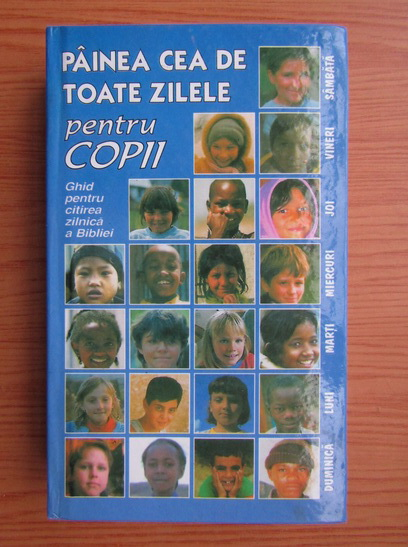 PÂINEA CEA DE
TOATE ZILELE
pentru
COPII
Ghid
pentru
citirea
zilnică
a Bibliei
SÂMBĂTĂ
VINERI
JOI
MIERCURI
MARȚI
LUNI
DUMINICĂ